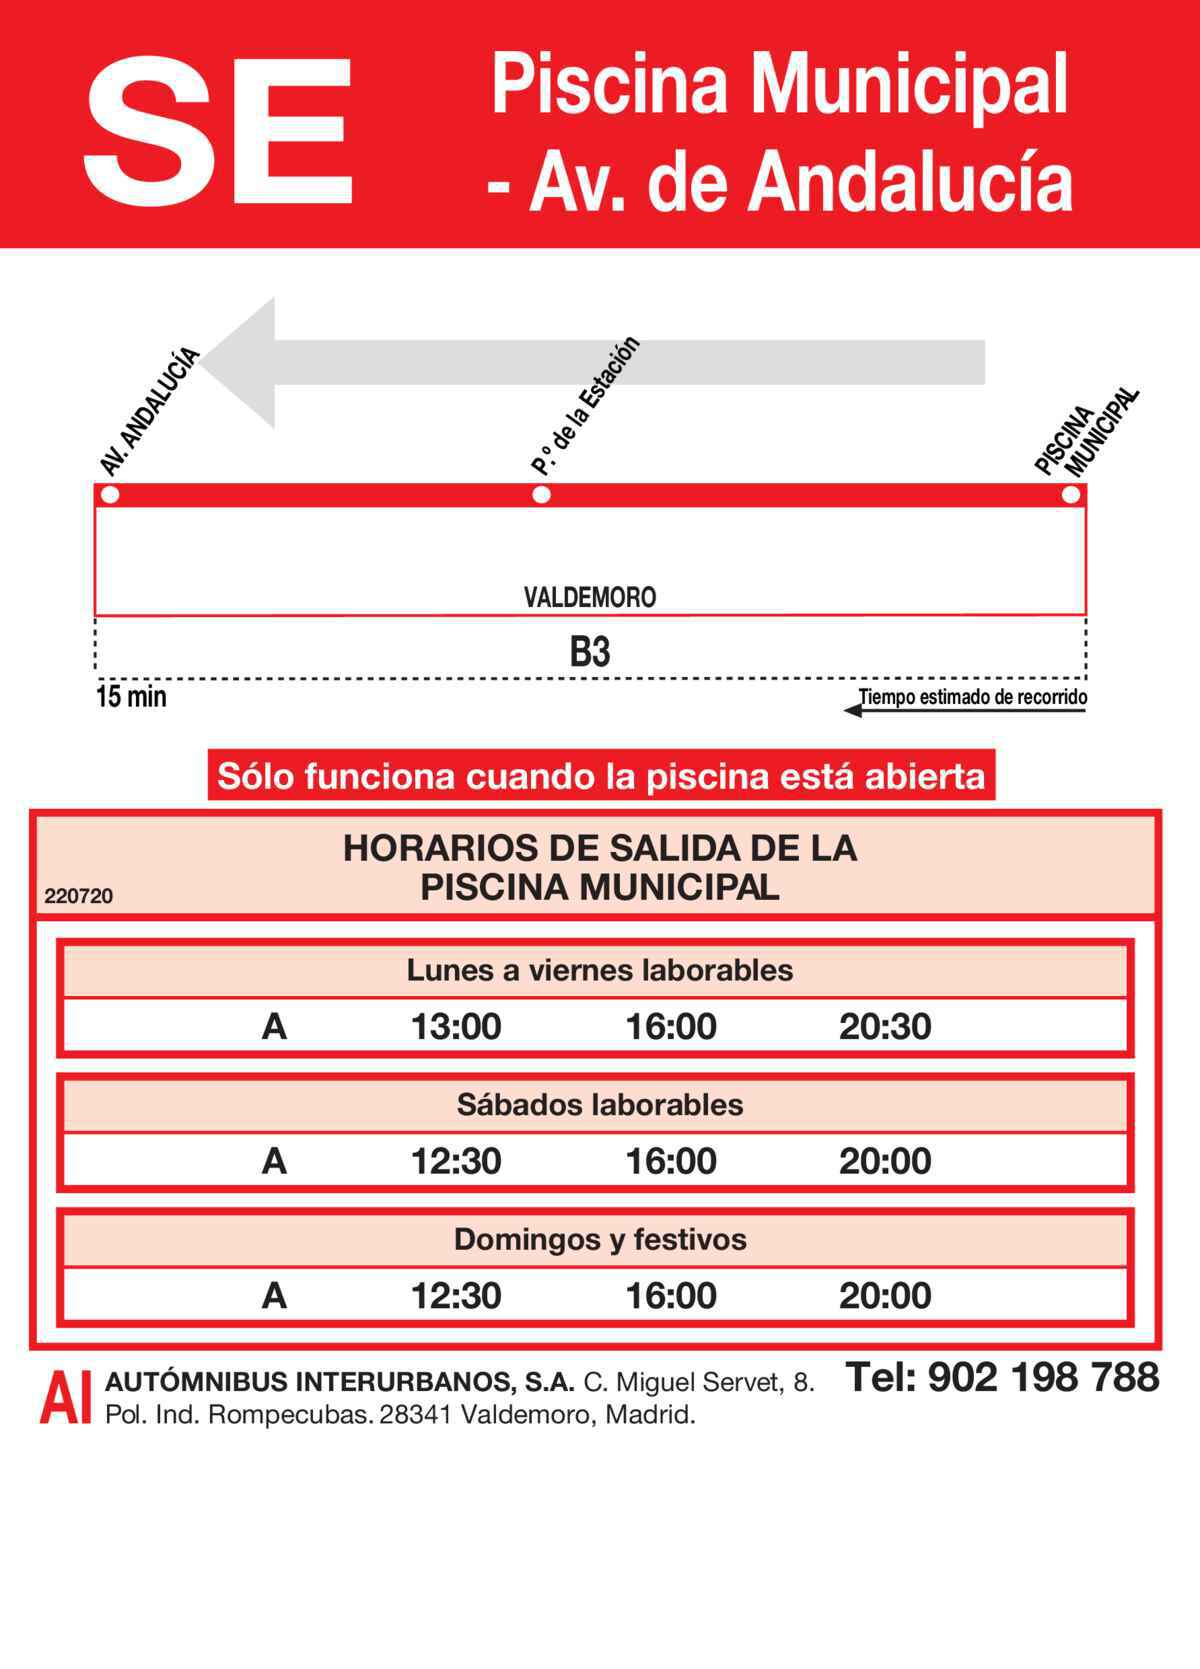 SE
Piscina Municipal
- Av. de Andalucía
AV. ANDALUCÍA
P.º de la Estación
PISCINA
MUNICIPAL
VALDEMORO
B3
15 min
Tiempo estimado de recorrido
Sólo funciona cuando la piscina está abierta
HORARIOS DE SALIDA DE LA
PISCINA MUNICIPAL
220720
Lunes a viernes laborables
A 13:00 16:00 20:30
Sábados laborables
A 12:30 16:00 20:00
Domingos y festivos
A 12:30 16:00 20:00
AI
AUTÓMNIBUS INTERURBANOS, S.A. C. Miguel Servet, 8.
Pol. Ind. Rompecubas. 28341 Valdemoro, Madrid.
Tel: 902 198 788